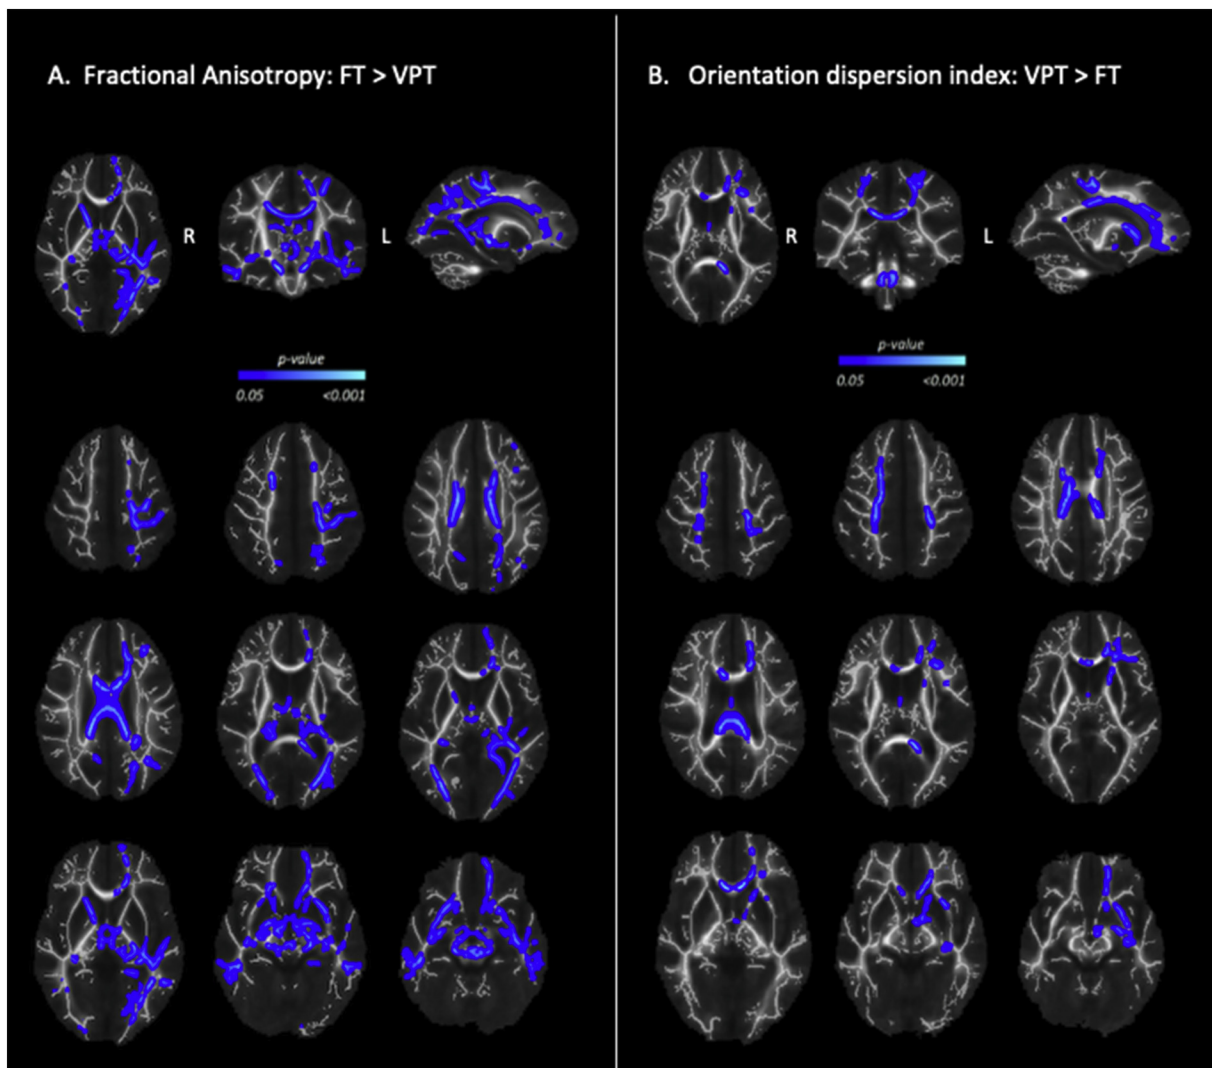 A. Fractional Anisotropy: FT > VPT
R
L
p-value
0.05 <0.001
B. Orientation dispersion index: VPT > FT
R
L
p-value
0.05 <0.001